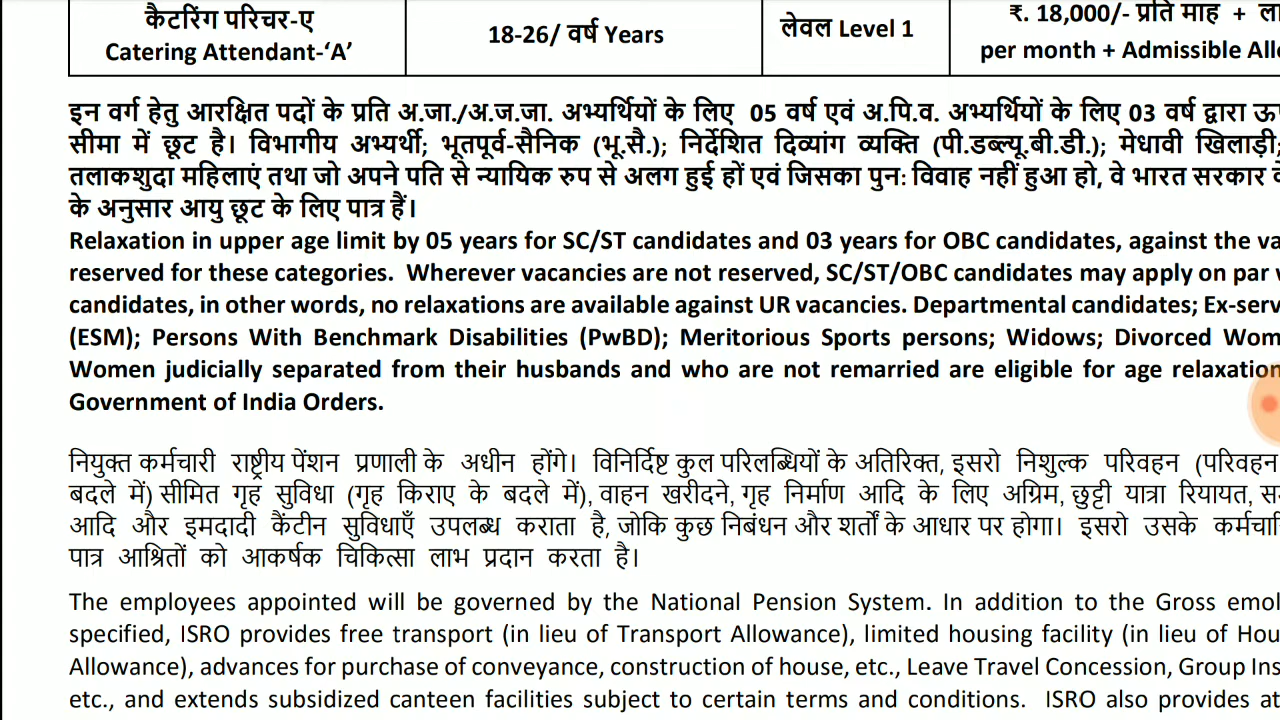 कैटरिंग परिचर-ए
Catering Attendant-‘A’
18-26/ वर्ष Years
लेवल Level 1
₹. 18,000/- प्रति माह +
per month + Admissible
इन वर्ग हेतु आरक्षित पदों के प्रति अ.जा./अ.ज.जा. अभ्यर्थियों के लिए 05 वर्ष एवं अ.पि.व. अभ्यर्थियों के लिए 03 वर्ष द्वारा
सीमा में छूट है। विभागीय अभ्यर्थी; भूतपूर्व-सैनिक (भू.सै.); निर्देशित दिव्यांग व्यक्ति (पी.डब्ल्यू.बी.डी.); मेधावी खिलाड़ी;
तलाकशुदा महिलाएं तथा जो अपने पति से न्यायिक रुप से अलग हुई हों एवं जिसका पुन: विवाह नहीं हुआ हो, वे भारत सरकार
के अनुसार आयु छूट के लिए पात्र हैं।
Relaxation in upper age limit by 05 years for SC/ST candidates and 03 years for OBC candidates, against the
reserved for these categories. Wherever vacancies are not reserved, SC/ST/OBC candidates may apply on par
candidates, in other words, no relaxations are available against UR vacancies. Departmental candidates;
(ESM); Persons With Benchmark Disabilities (PwBD); Meritorious Sports persons; Widows; Divorced
Women judicially separated from their husbands and who are not remarried are eligible for age relaxation
Government of India Orders.
नियुक्त कर्मचारी राष्ट्रीय पेंशन प्रणाली के अधीन होंगे। विनिर्दिष्ट कुल परिलब्धियों के अतिरिक्त, इसरो निशुल्क परिवहन (परिवहन
बदले में) सीमित गृह सुविधा (गृह किराए के बदले में), वाहन खरीदने, गृह निर्माण आदि के लिए अग्रिम, छुट्टी यात्रा रियायत,
आदि और इमदादी कैंटीन सुविधाएँ उपलब्ध कराता है, जोकि कुछ निबंधन और शर्तों के आधार पर होगा। इसरो उसके
पात्र आश्रितों को आकर्षक चिकित्सा लाभ प्रदान करता है।
The employees appointed will be governed by the National Pension System. In addition to the Gross
specified, ISRO provides free transport (in lieu of Transport Allowance), limited housing facility (in lieu of
Allowance), advances for purchase of conveyance, construction of house, etc., Leave Travel Concession, Group
etc., and extends subsidized canteen facilities subject to certain terms and conditions. ISRO also provides